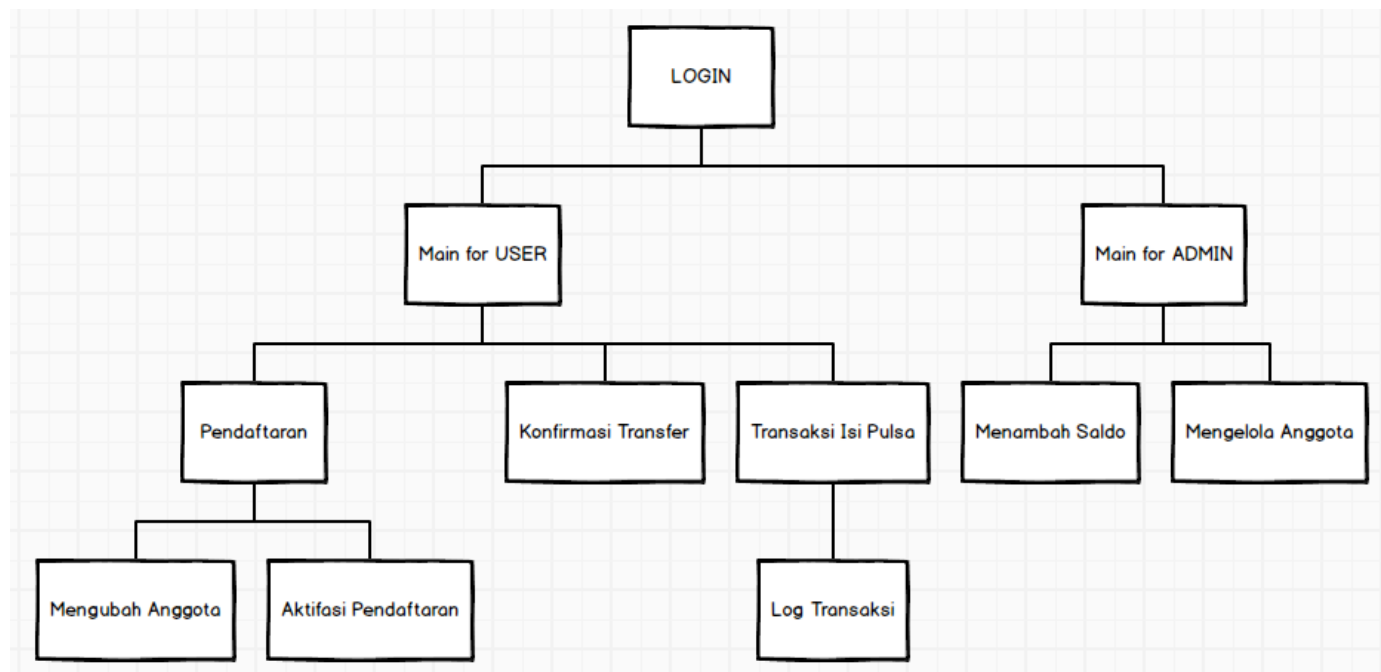 LOGIN
Main for USER
Main for ADMIN
Pendaftaran
Konfirmasi Transfer
Transaksi Isi Pulsa
Menambah Saldo
Mengelola Anggota
Mengubah Anggota
Aktifasi Pendaftaran
Log Transaksi